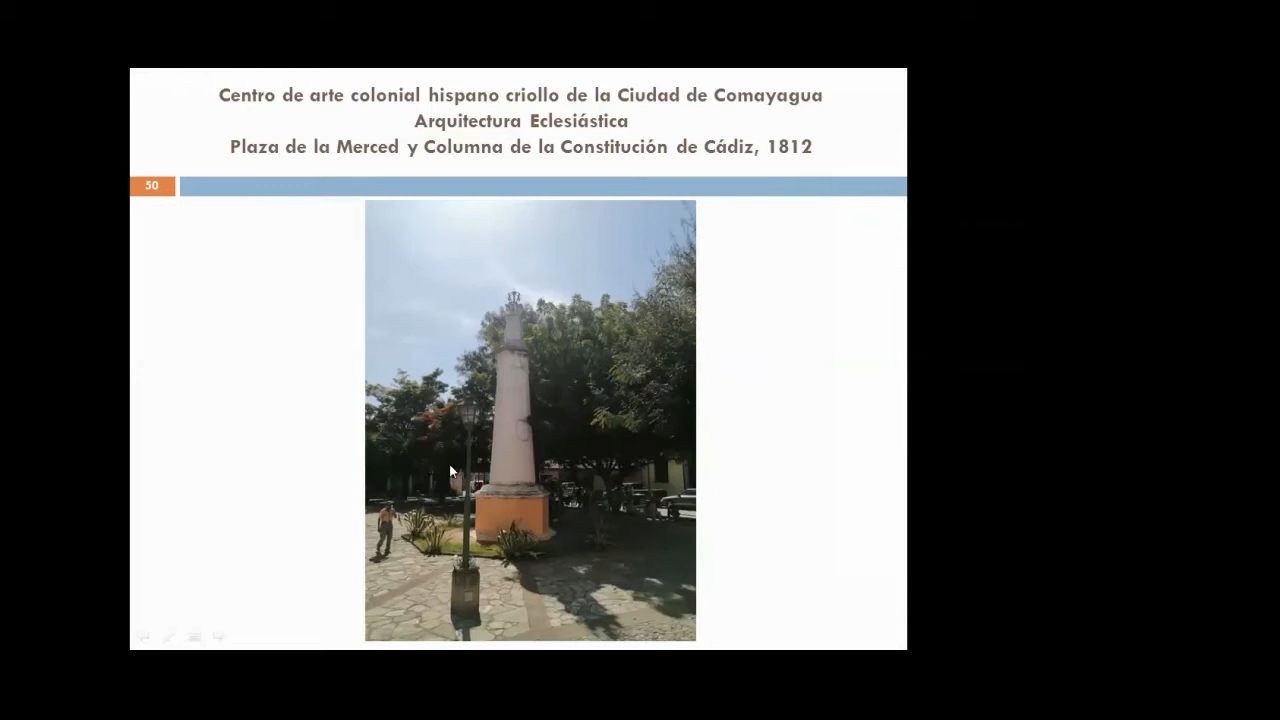 Centro de arte colonial hispano criollo de la Ciudad de Comayagua
Arquitectura Eclesiástica
Plaza de la Merced y Columna de la Constitución de Cádiz, 1812
50